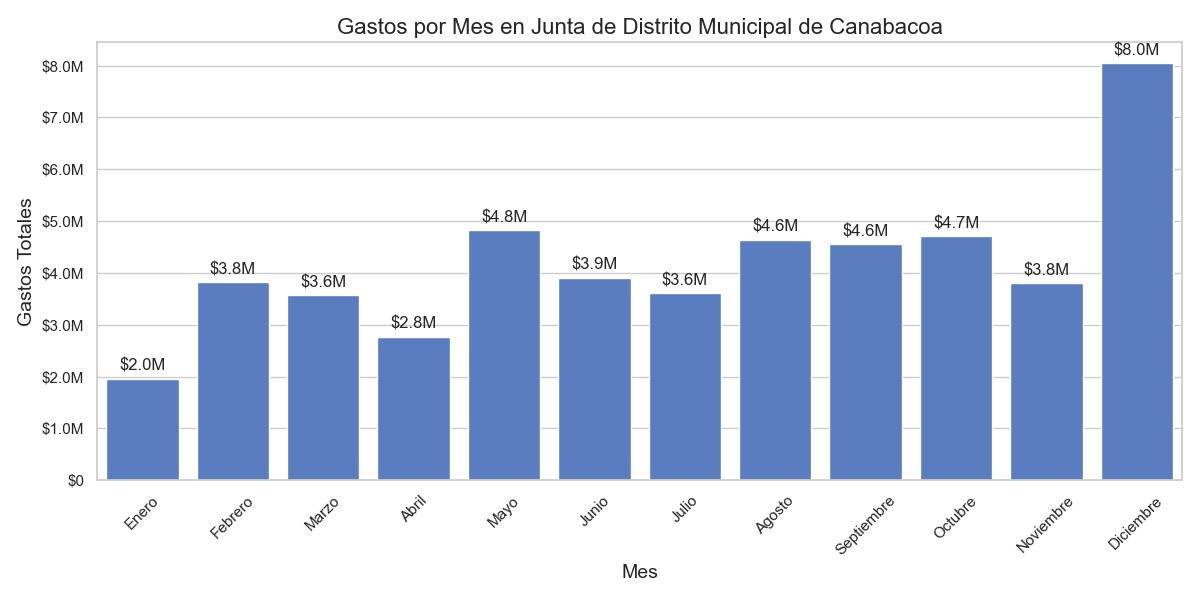 Gastos por Mes en Junta de Distrito Municipal de Canabacoa
Gastos Totales
$8.0M
$7.0M
$6.0M
$5.0M
$4.0M
$3.0M
$2.0M
$1.0M
$0
$2.0M
$3.8M
$3.6M
$2.8M
$4.8M
$3.9M
$3.6M
$4.6M
$4.6M
$4.7M
$3.8M
$8.0M
Enero
Febrero
Marzo
Abril
Mayo
Junio
Julio
Agosto
Septiembre
Octubre
Noviembre
Diciembre
Mes